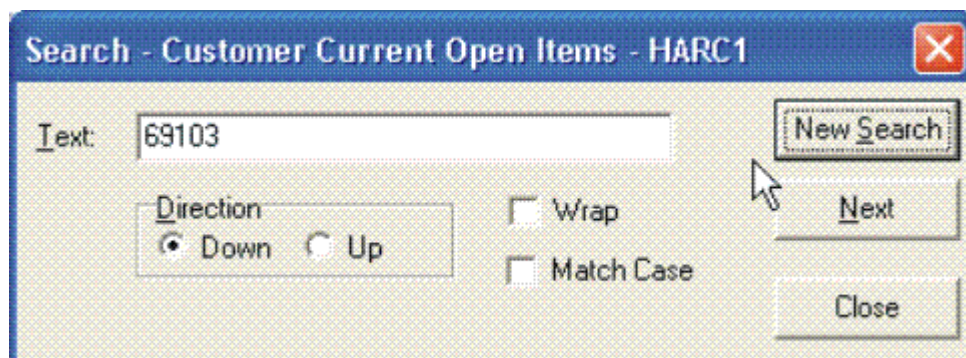 Search - Customer Current Open Items - HARC1
Text: 69103
New Search
Direction
Down Up
Wrap
Next
Match Case
Close